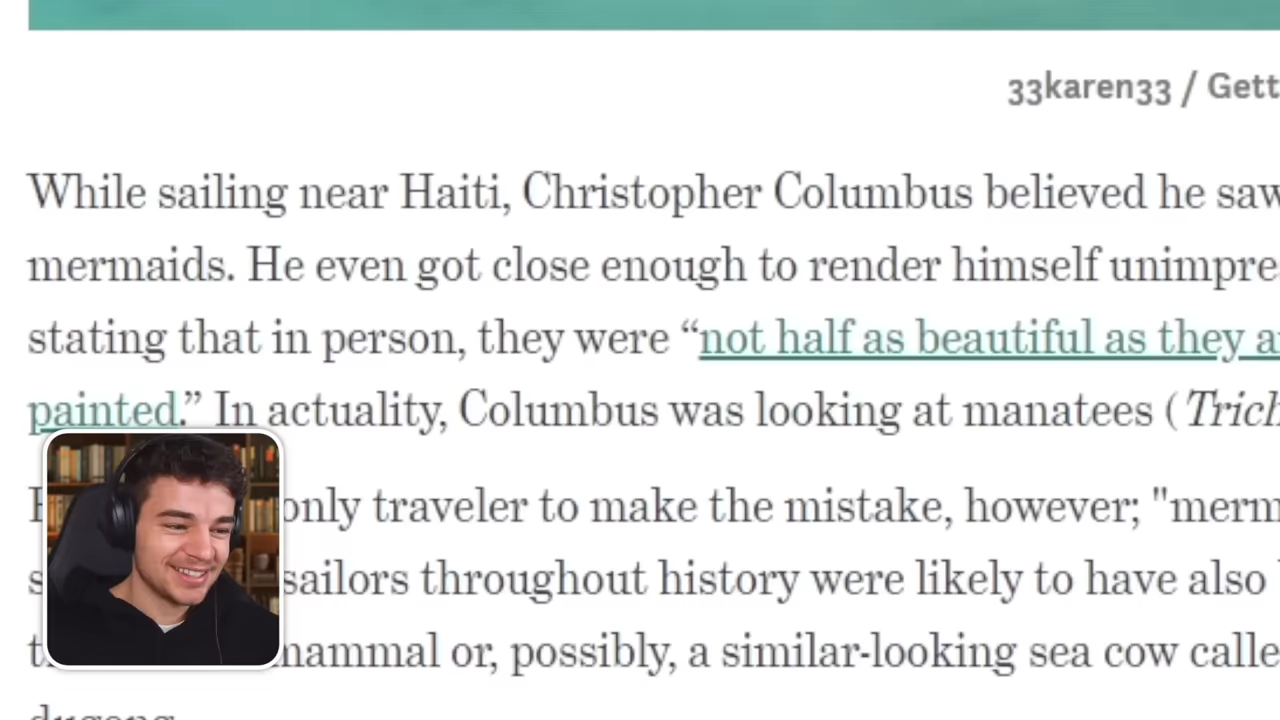 33karen33 / Gett
While sailing near Haiti, Christopher Columbus believed he saw
mermaids. He even got close enough to render himself unimpre
stating that in person, they were “not half as beautiful as they a
painted.” In actuality, Columbus was looking at manatees (Trich
only traveler to make the mistake, however; "merm
sailors throughout history were likely to have also
mammal or, possibly, a similar-looking sea cow calle
dugong